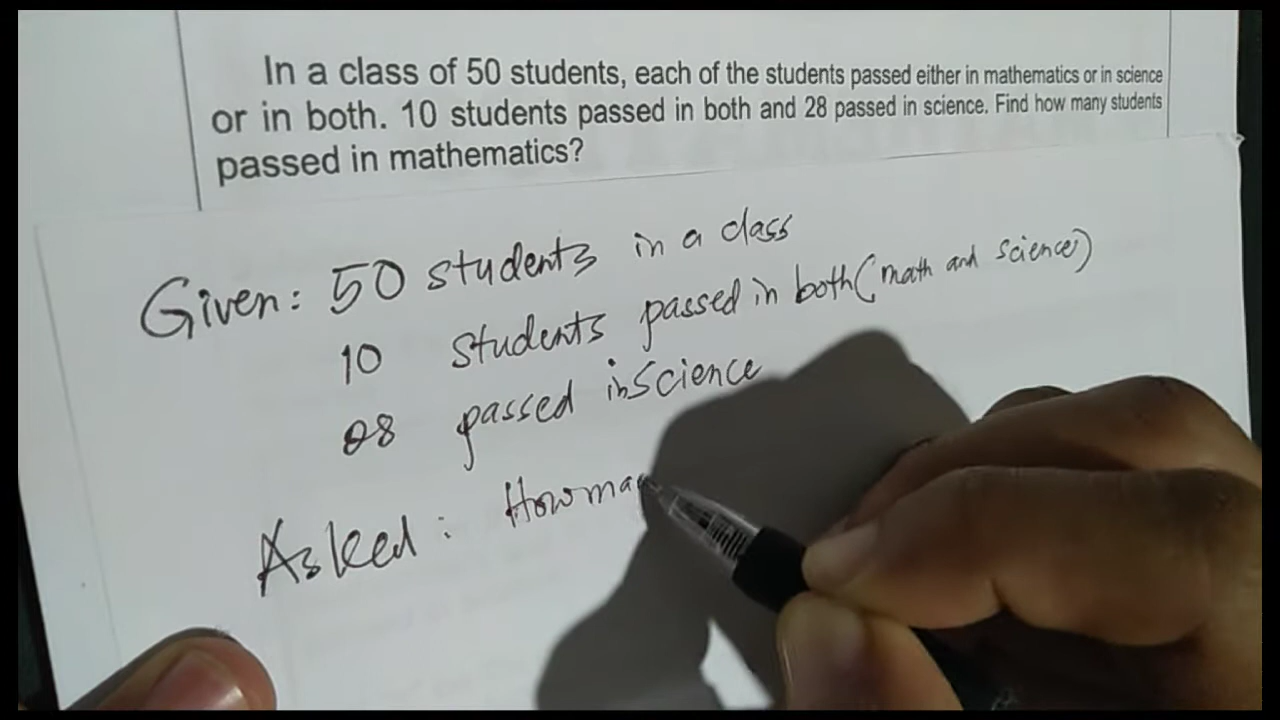 In a class of 50 students, each of the students passed either in mathematics or in science
or in both. 10 students passed in both and 28 passed in science. Find how many students
passed in mathematics?
Given: 50 students in a class
10 students passed in both (math and science)
28 passed in science
Asked: How man